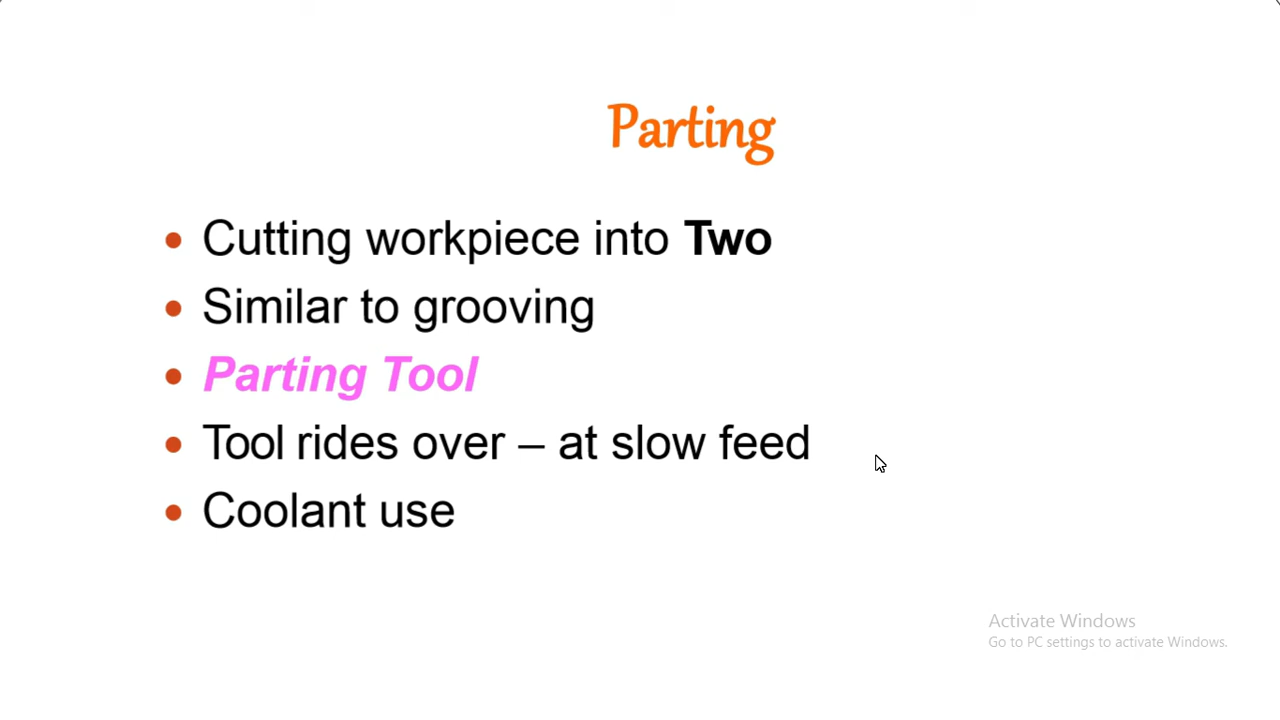 Parting
• Cutting workpiece into Two
• Similar to grooving
• Parting Tool
• Tool rides over – at slow feed
• Coolant use
Activate Windows
Go to PC settings to activate Windows.